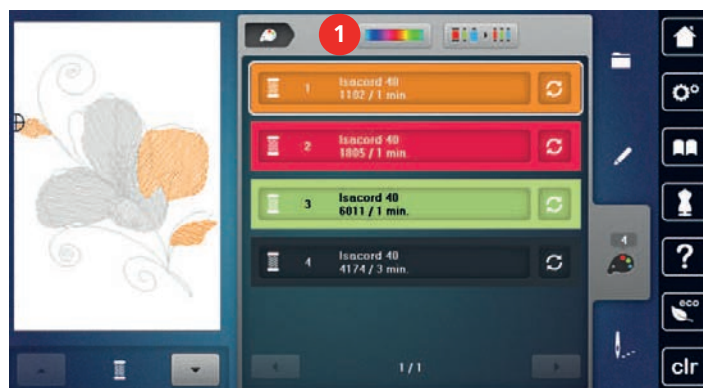 1
1 Isacord 40
1102 / 1 min.
2 Isacord 40
1805 / 1 min.
3 Isacord 40
6011 / 1 min.
4 Isacord 40
4174 / 3 min.
1/1
4
?
eco
clr